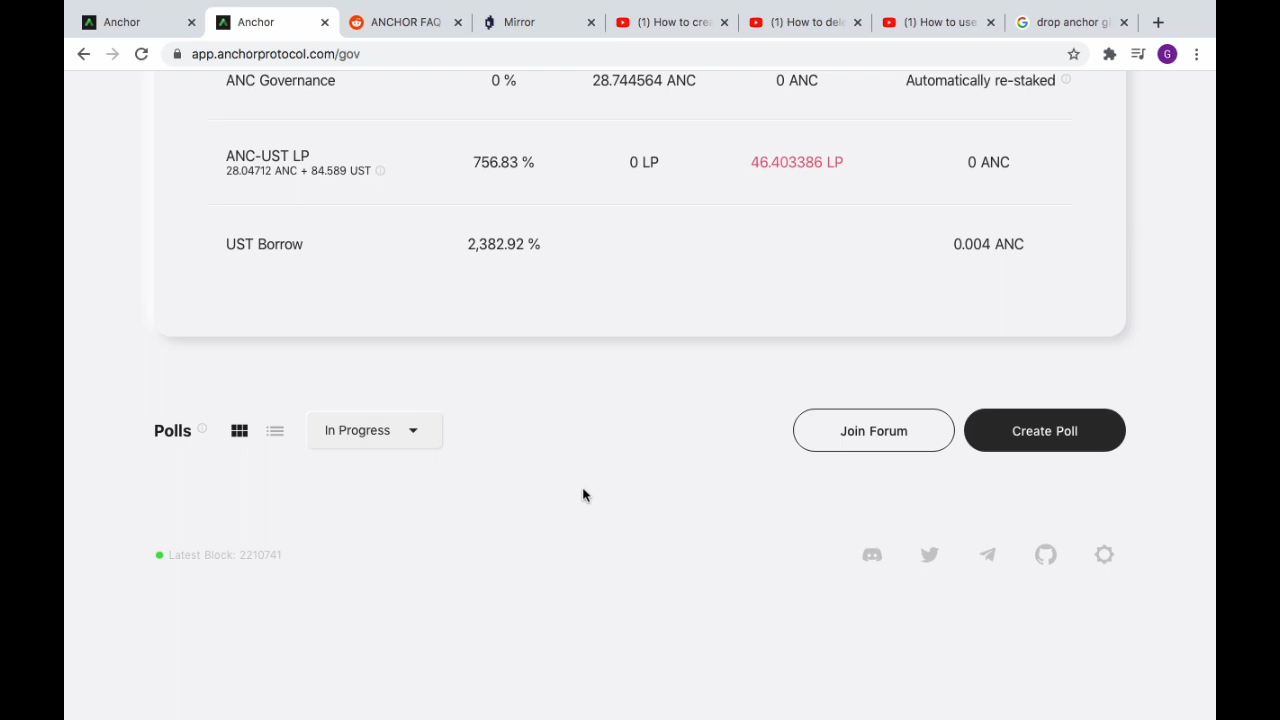 Anchor
Anchor
ANCHOR FAQ
Mirror
(1) How to crea
(1) How to dele
(1) How to use
drop anchor gi
app.anchorprotocol.com/gov
G
ANC Governance 0 % 28.744564 ANC 0 ANC Automatically re-staked
ANC-UST LP 756.83 % 0 LP 46.403386 LP 0 ANC
28.04712 ANC + 84.589 UST
UST Borrow 2,382.92 % 0.004 ANC
Polls In Progress Join Forum Create Poll
Latest Block: 2210741